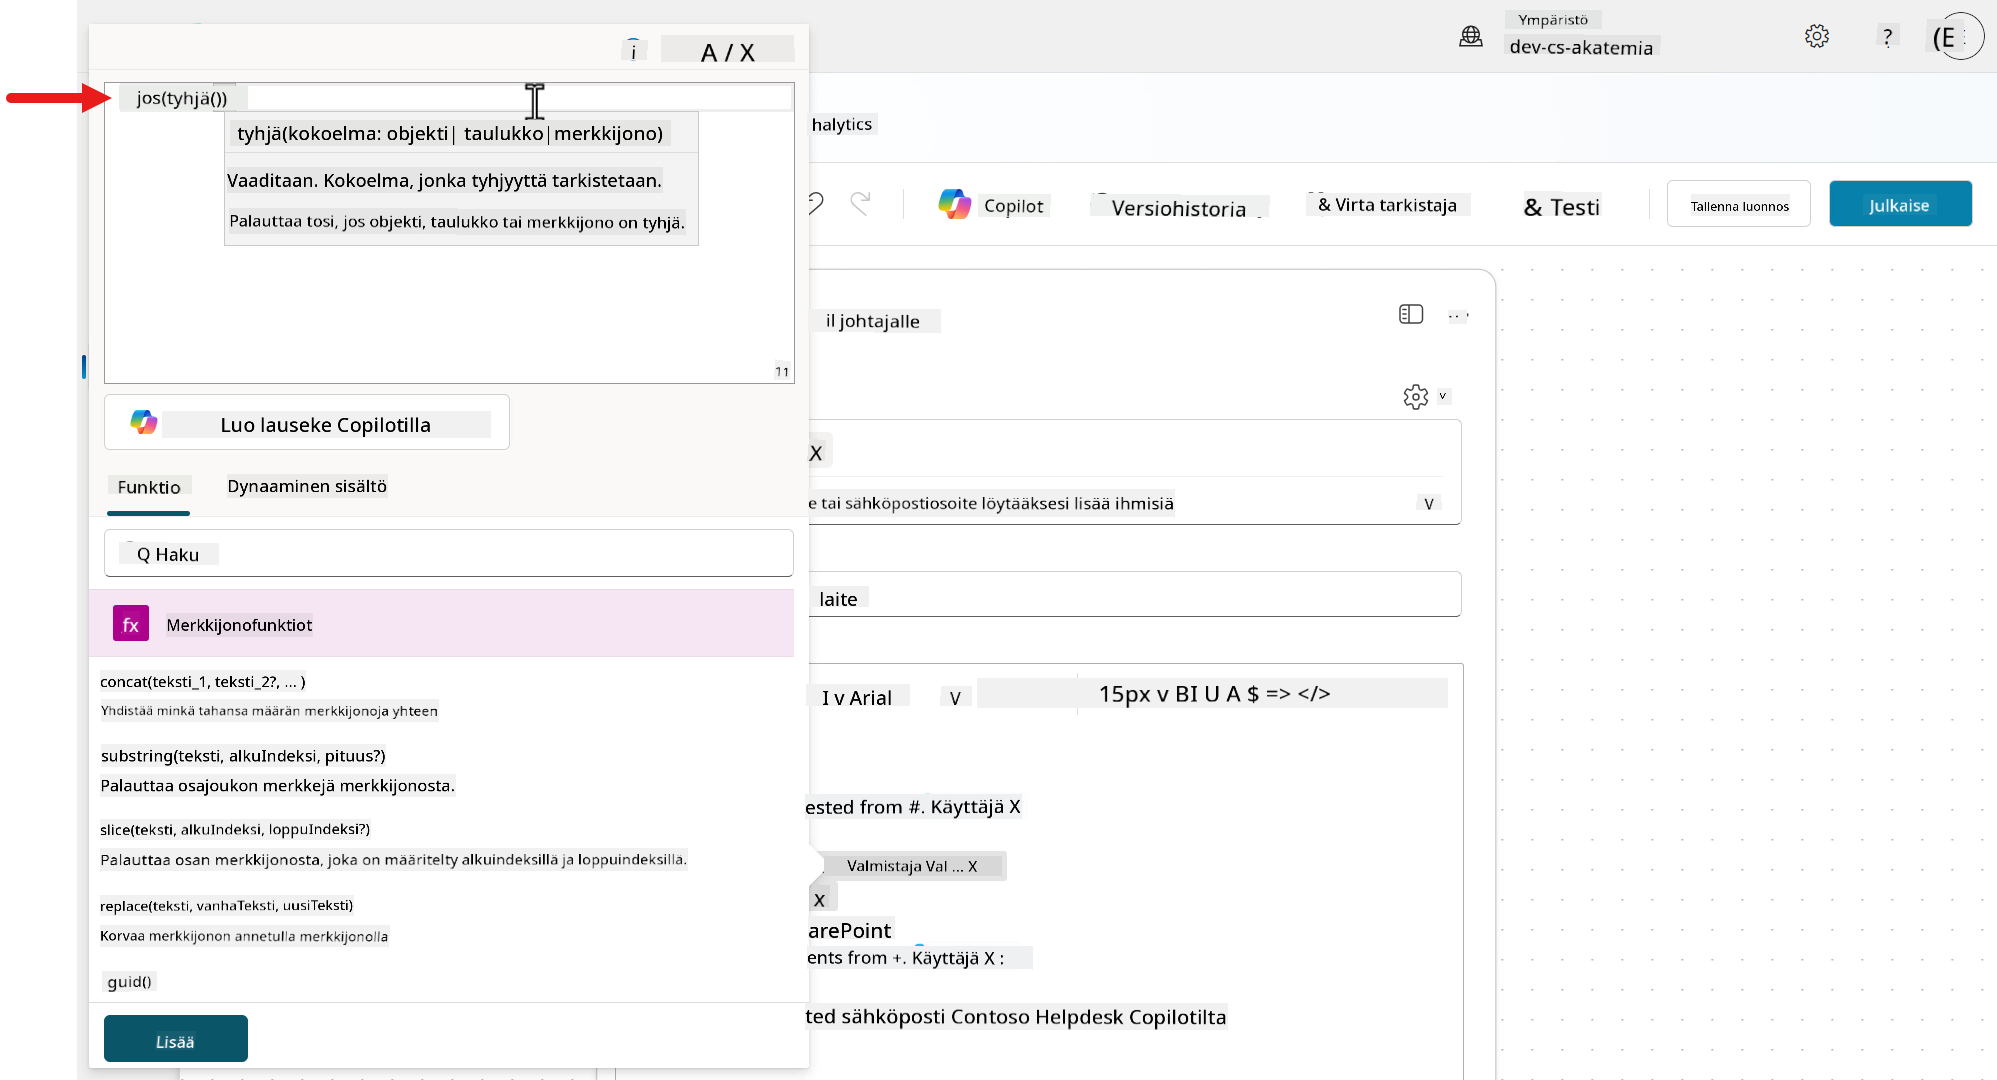 i
A / X
Ympäristö
dev-cs-akatemia
?
(E
jos(tyhjä())
tyhjä(kokoelma: objekti| taulukko|merkkijono)
Vaaditaan. Kokoelma, jonka tyhjyyttä tarkistetaan.
Palauttaa tosi, jos objekti, taulukko tai merkkijono on tyhjä.
11
Luo lauseke Copilotilla
Funktio
Dynaaminen sisältö
Q Haku
fx
Merkkijonofunktiot
concat(teksti_1, teksti_2?, ... )
Yhdistää minkä tahansa määrän merkkijonoja yhteen
substring(teksti, alkuIndeksi, pituus?)
Palauttaa osajoukon merkkejä merkkijonosta.
slice(teksti, alkuIndeksi, loppuIndeksi?)
Palauttaa osan merkkijonosta, joka on määritelty alkuindeksillä ja loppuindeksillä.
replace(teksti, vanhaTeksti, uusiTeksti)
Korvaa merkkijonon annetulla merkkijonolla
guid()
Lisää
halytics
Copilot
Versiohistoria
& Virta tarkistaja
& Testi
Tallenna luonnos
Julkaise
il johtajalle
v
X
e tai sähköpostiosoite löytääksesi lisää ihmisiä
V
laite
I v Arial
V
15px v BI U A $ => </>
ested from #. Käyttäjä X
Valmistaja Val ... X
X
arePoint
ents from +. Käyttäjä X :
ted sähköposti Contoso Helpdesk Copilotilta